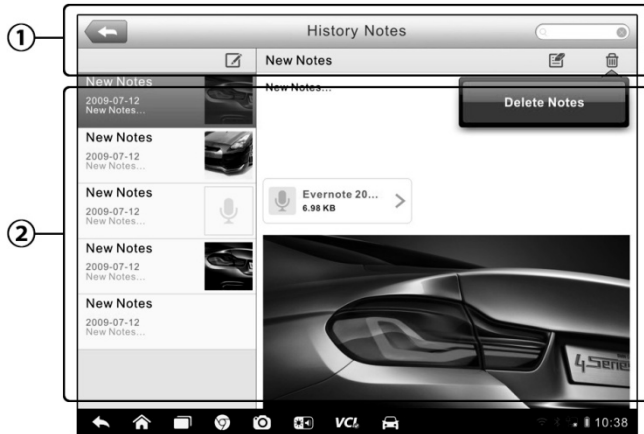 ①
History Notes
New Notes
New Notes
2009-07-12
New Notes...
New Notes
2009-07-12
New Notes...
New Notes
2009-07-12
New Notes...
New Notes
2009-07-12
New Notes...
New Notes
2009-07-12
New Notes...
②
New Notes...
Delete Notes
Evernote 20...
6.98 KB
4 Series
VCI
10:38